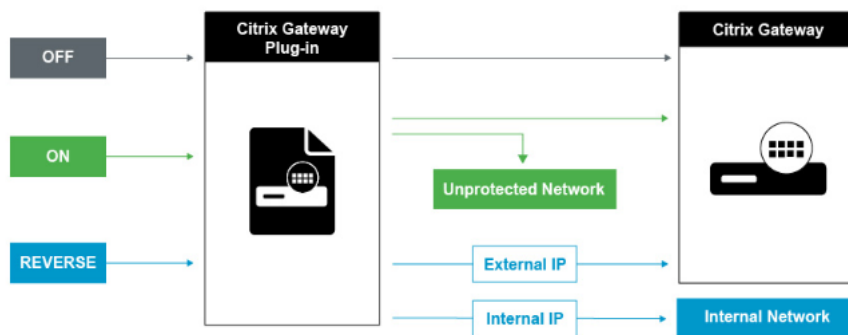 Citrix Gateway
Plug-in
Citrix Gateway
OFF
ON
Unprotected Network
REVERSE
External IP
Internal IP
Internal Network